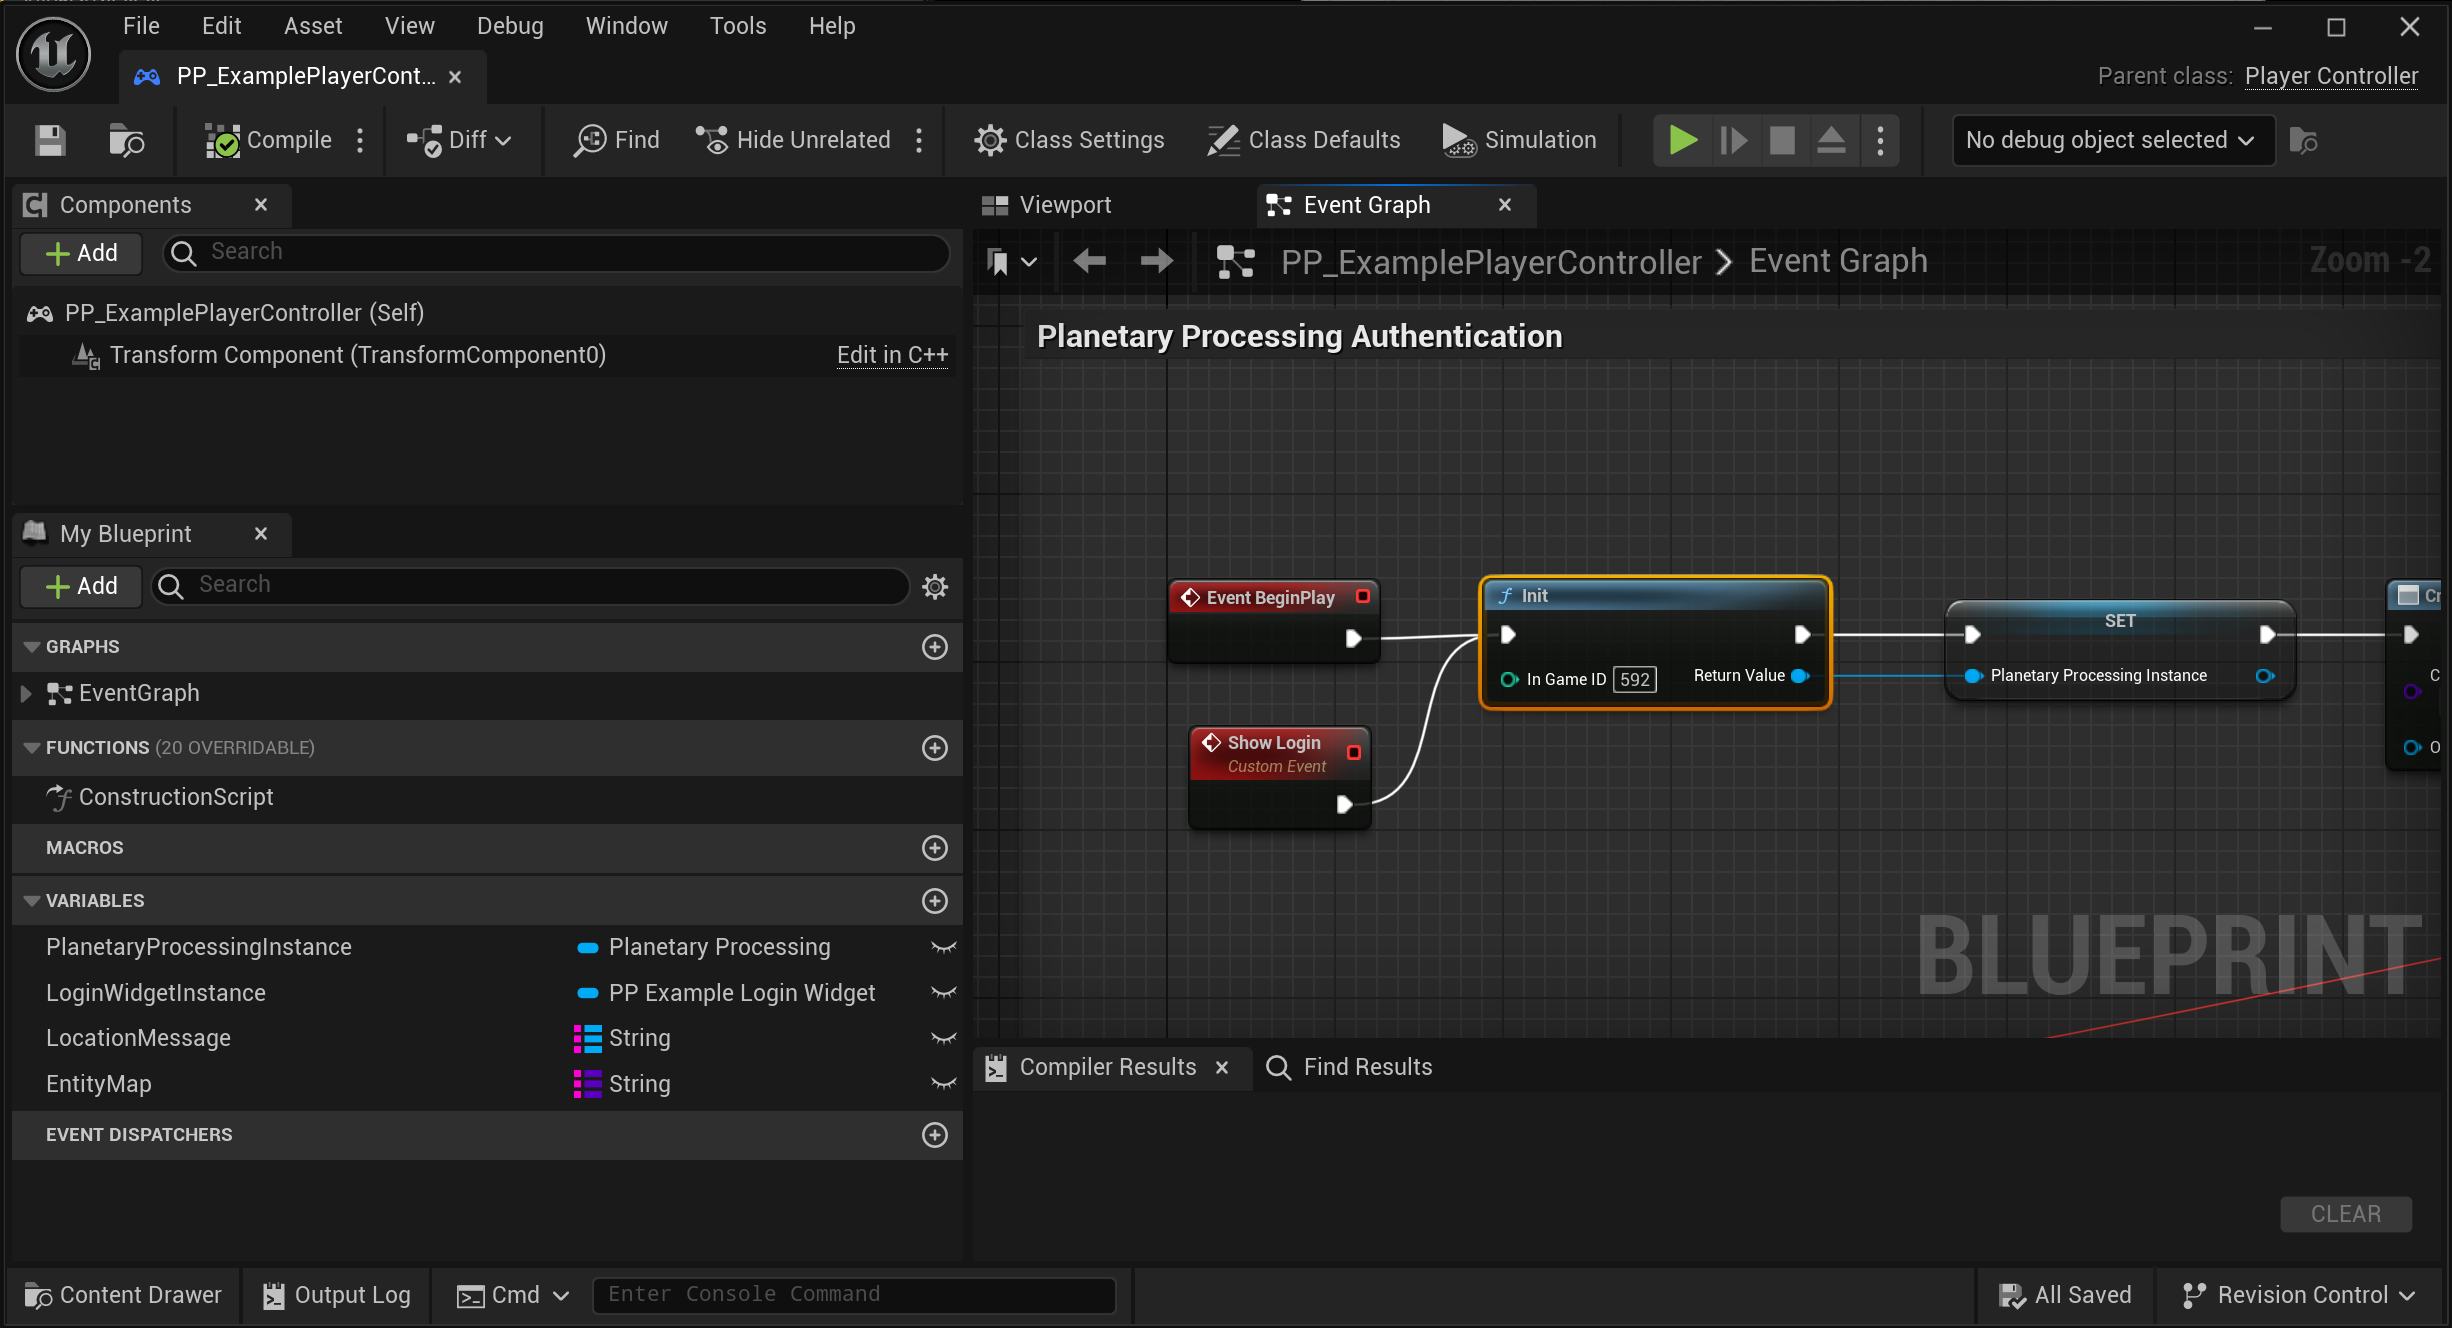 File Edit Asset View Debug Window Tools Help
PP_ExamplePlayerCont...
Parent class: Player Controller
Compile Diff Find Hide Unrelated Class Settings Class Defaults Simulation No debug object selected
Components
Add Search
PP_ExamplePlayerController (Self)
Transform Component (TransformComponent0) Edit in C++
My Blueprint
Add Search
GRAPHS
EventGraph
FUNCTIONS (20 OVERRIDABLE)
ConstructionScript
MACROS
VARIABLES
PlanetaryProcessingInstance Planetary Processing
LoginWidgetInstance PP Example Login Widget
LocationMessage String
EntityMap String
EVENT DISPATCHERS
Viewport Event Graph
PP_ExamplePlayerController > Event Graph Zoom -2
Planetary Processing Authentication
Event BeginPlay
Show Login
Custom Event
Init
In Game ID 592 Return Value
SET
Planetary Processing Instance
BLUEPRINT
Compiler Results Find Results
CLEAR
Content Drawer Output Log Cmd Enter Console Command All Saved Revision Control